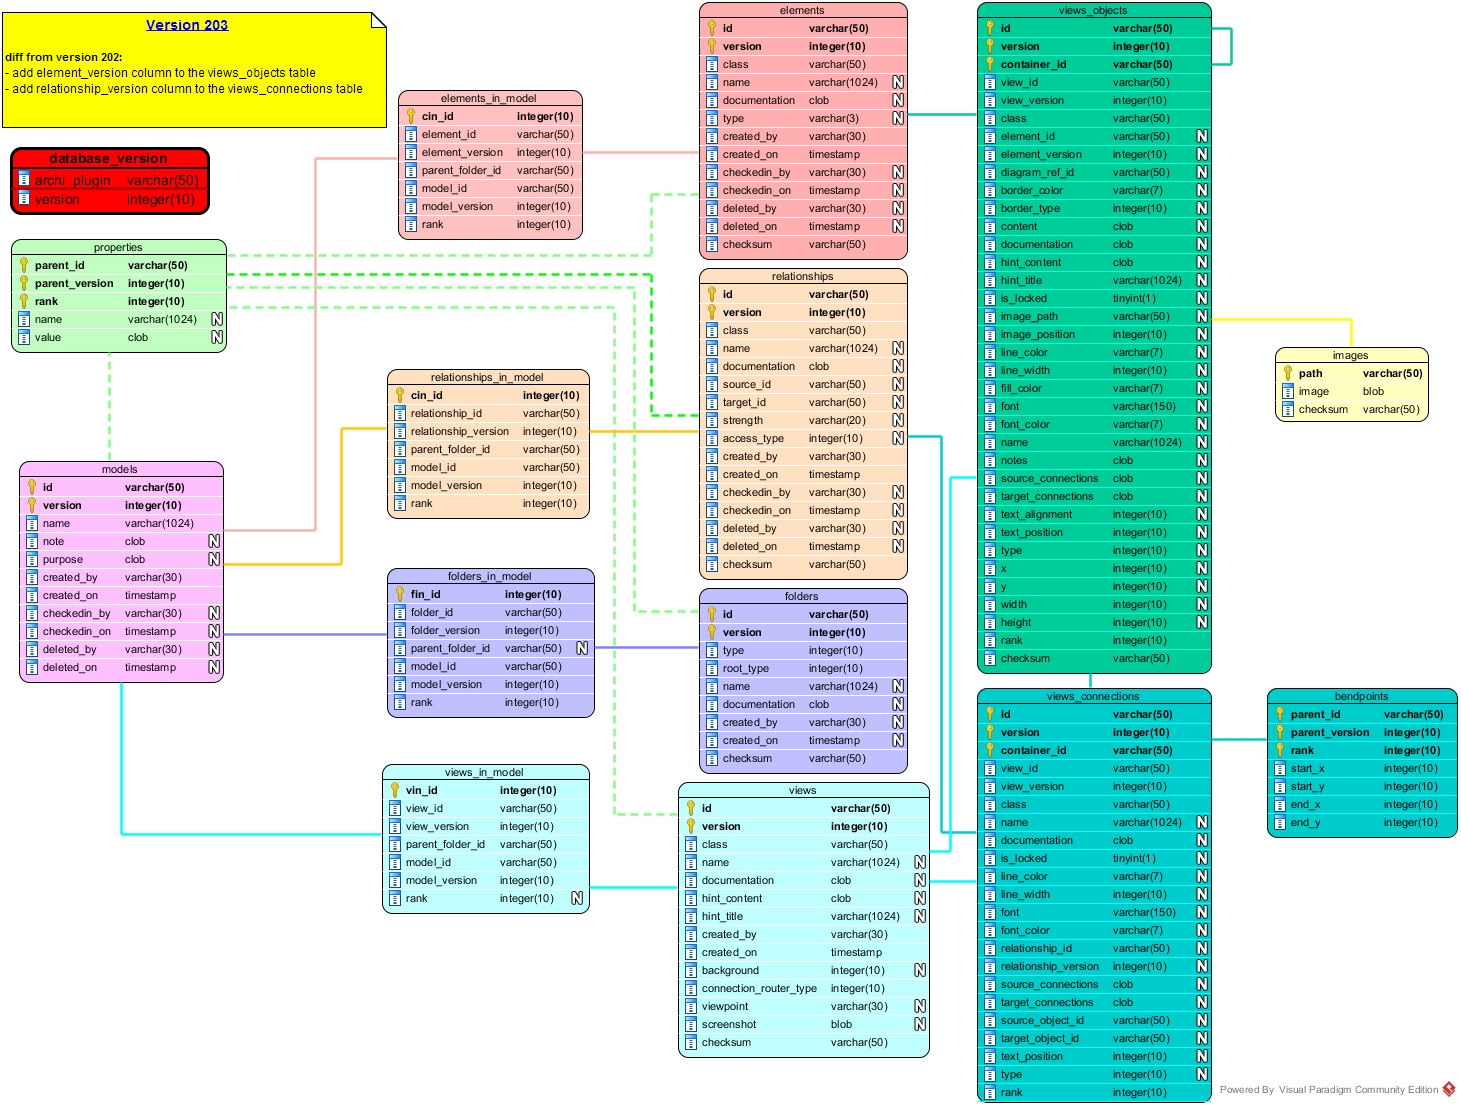 Version 203
diff from version 202:
- add element_version column to the views_objects table
- add relationship_version column to the views_connections table
database_version
archi_plugin varchar(50)
version integer(10)
properties
parent_id varchar(50)
parent_version integer(10)
rank integer(10)
name varchar(1024) N
value clob N
models
id varchar(50)
version integer(10)
name varchar(1024)
note clob N
purpose clob N
created_by varchar(30)
created_on timestamp
checkedin_by varchar(30) N
checkedin_on timestamp N
deleted_by varchar(30) N
deleted_on timestamp N
elements_in_model
cin_id integer(10)
element_id varchar(50)
element_version integer(10)
parent_folder_id varchar(50)
model_id varchar(50)
model_version integer(10)
rank integer(10)
relationships_in_model
cin_id integer(10)
relationship_id varchar(50)
relationship_version integer(10)
parent_folder_id varchar(50)
model_id varchar(50)
model_version integer(10)
rank integer(10)
folders_in_model
fin_id integer(10)
folder_id varchar(50)
folder_version integer(10)
parent_folder_id varchar(50) N
model_id varchar(50)
model_version integer(10)
rank integer(10)
views_in_model
vin_id integer(10)
view_id varchar(50)
view_version integer(10)
parent_folder_id varchar(50)
model_id varchar(50)
model_version integer(10)
rank integer(10) N
elements
id varchar(50)
version integer(10)
class varchar(50)
name varchar(1024) N
documentation clob N
type varchar(3) N
created_by varchar(30)
created_on timestamp
checkedin_by varchar(30) N
checkedin_on timestamp N
deleted_by varchar(30) N
deleted_on timestamp N
checksum varchar(50)
relationships
id varchar(50)
version integer(10)
class varchar(50)
name varchar(1024) N
documentation clob N
source_id varchar(50) N
target_id varchar(50) N
strength varchar(20) N
access_type integer(10) N
created_by varchar(30)
created_on timestamp
checkedin_by varchar(30) N
checkedin_on timestamp N
deleted_by varchar(30) N
deleted_on timestamp N
checksum varchar(50)
folders
id varchar(50)
version integer(10)
type integer(10)
root_type integer(10)
name varchar(1024) N
documentation clob N
created_by varchar(30) N
created_on timestamp N
checksum varchar(50)
views
id varchar(50)
version integer(10)
class varchar(50)
name varchar(1024) N
documentation clob N
hint_content clob N
hint_title varchar(1024) N
created_by varchar(30)
created_on timestamp
background integer(10) N
connection_router_type integer(10)
viewpoint varchar(30) N
screenshot blob N
checksum varchar(50)
views_objects
id varchar(50)
version integer(10)
container_id varchar(50)
view_id varchar(50)
view_version integer(10)
class varchar(50)
element_id varchar(50) N
element_version integer(10) N
diagram_ref_id varchar(50) N
border_color varchar(7) N
border_type integer(10) N
content clob N
documentation clob N
hint_content clob N
hint_title varchar(1024) N
is_locked tinyint(1) N
image_path varchar(50) N
image_position integer(10) N
line_color varchar(7) N
line_width integer(10) N
fill_color varchar(7) N
font varchar(150) N
font_color varchar(7) N
name varchar(1024) N
notes clob N
source_connections clob N
target_connections clob N
text_alignment integer(10) N
text_position integer(10) N
type integer(10) N
x integer(10) N
y integer(10) N
width integer(10) N
height integer(10) N
rank integer(10)
checksum varchar(50)
views_connections
id varchar(50)
version integer(10)
container_id varchar(50)
view_id varchar(50)
view_version integer(10)
class varchar(50)
name varchar(1024) N
documentation clob N
is_locked tinyint(1) N
line_color varchar(7) N
line_width integer(10) N
font varchar(150) N
font_color varchar(7) N
relationship_id varchar(50) N
relationship_version integer(10) N
source_connections clob N
target_connections clob N
source_object_id varchar(50) N
target_object_id varchar(50) N
text_position integer(10) N
type integer(10) N
rank integer(10)
images
path varchar(50)
image blob
checksum varchar(50)
bendpoints
parent_id varchar(50)
parent_version integer(10)
rank integer(10)
start_x integer(10)
start_y integer(10)
end_x integer(10)
end_y integer(10)
Powered By Visual Paradigm Community Edition